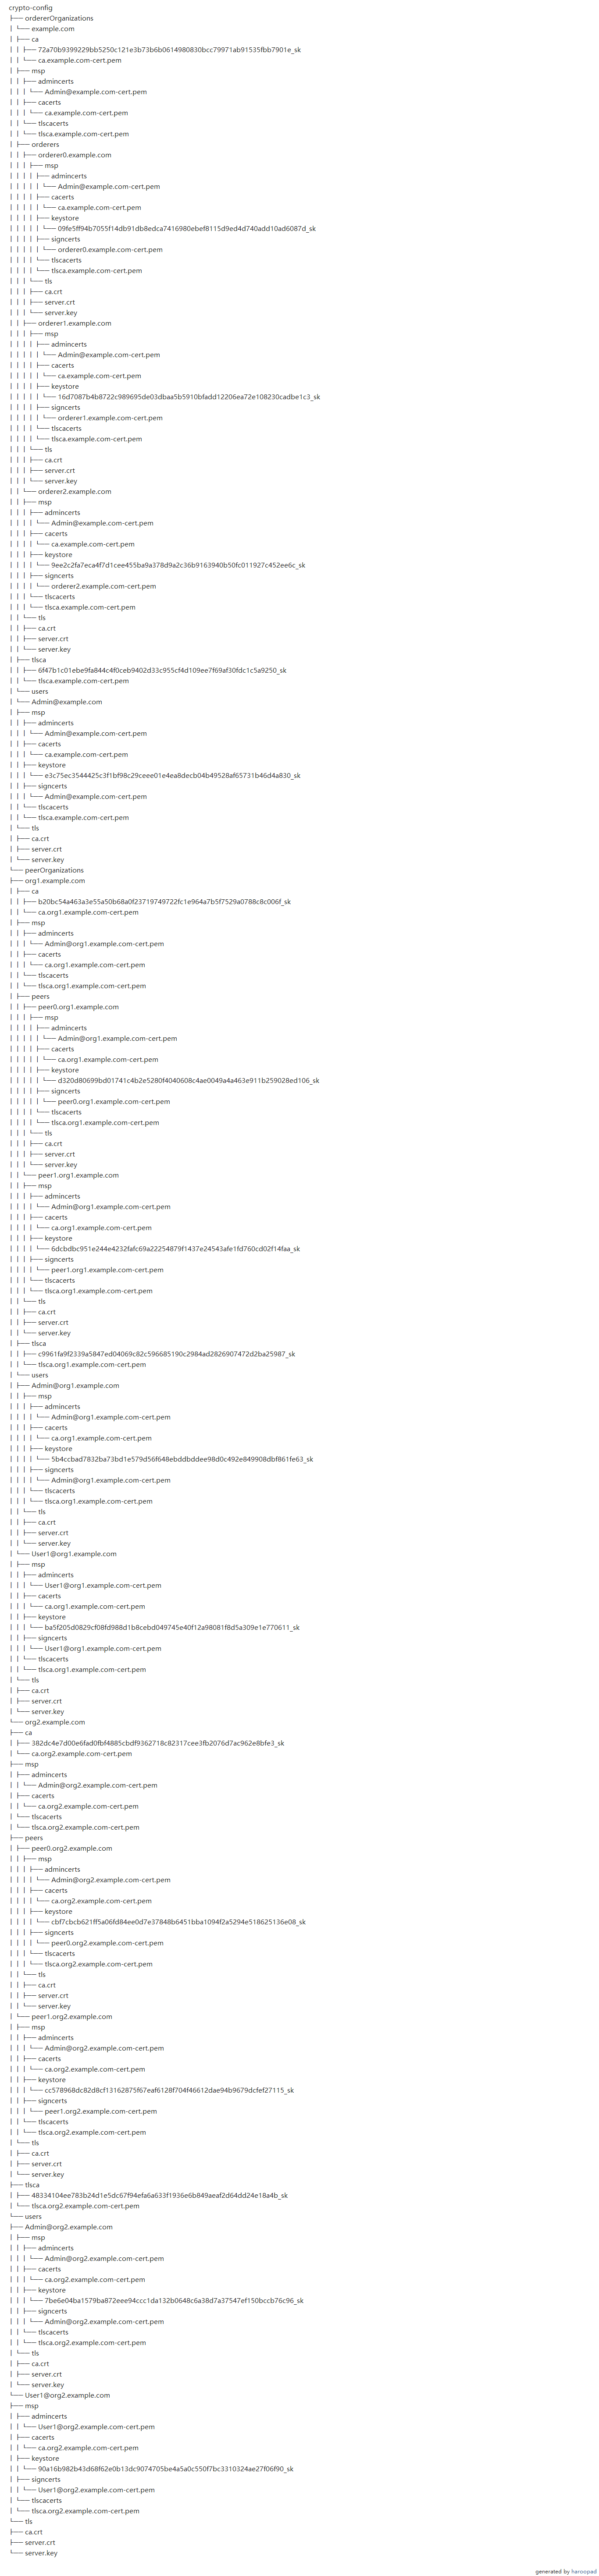 crypto-config
├── ordererOrganizations
│ └── example.com
│ ├── ca
│ │ ├── 72a70b9399229bb5250c121e3b73b6b0614980830bcc79971ab91535fbb7901e_sk
│ │ └── ca.example.com-cert.pem
│ ├── msp
│ │ ├── admincerts
│ │ │ └── Admin@example.com-cert.pem
│ │ ├── cacerts
│ │ │ └── ca.example.com-cert.pem
│ │ └── tlscacerts
│ │ └── tlsca.example.com-cert.pem
│ ├── orderers
│ │ ├── orderer0.example.com
│ │ │ ├── msp
│ │ │ │ ├── admincerts
│ │ │ │ │ └── Admin@example.com-cert.pem
│ │ │ │ ├── cacerts
│ │ │ │ │ └── ca.example.com-cert.pem
│ │ │ │ ├── keystore
│ │ │ │ │ └── 09fe5ff94b7055f14db91db8edca7416980ebef8115d9ed4d740add10ad6087d_sk
│ │ │ │ ├── signcerts
│ │ │ │ │ └── orderer0.example.com-cert.pem
│ │ │ │ └── tlscacerts
│ │ │ │ └── tlsca.example.com-cert.pem
│ │ │ └── tls
│ │ │ ├── ca.crt
│ │ │ ├── server.crt
│ │ │ └── server.key
│ │ ├── orderer1.example.com
│ │ │ ├── msp
│ │ │ │ ├── admincerts
│ │ │ │ │ └── Admin@example.com-cert.pem
│ │ │ │ ├── cacerts
│ │ │ │ │ └── ca.example.com-cert.pem
│ │ │ │ ├── keystore
│ │ │ │ │ └── 16d7087b4b8722c989695de03dbaa5b5910bfadd12206ea72e108230cadbe1c3_sk
│ │ │ │ ├── signcerts
│ │ │ │ │ └── orderer1.example.com-cert.pem
│ │ │ │ └── tlscacerts
│ │ │ │ └── tlsca.example.com-cert.pem
│ │ │ └── tls
│ │ │ ├── ca.crt
│ │ │ ├── server.crt
│ │ │ └── server.key
│ │ └── orderer2.example.com
│ │ ├── msp
│ │ │ ├── admincerts
│ │ │ │ └── Admin@example.com-cert.pem
│ │ │ ├── cacerts
│ │ │ │ └── ca.example.com-cert.pem
│ │ │ ├── keystore
│ │ │ │ └── 9ee2c2fa7eca4f7d1cee455ba9a378d9a2c36b9163940b50fc011927c452ee6c_sk
│ │ │ ├── signcerts
│ │ │ │ └── orderer2.example.com-cert.pem
│ │ │ └── tlscacerts
│ │ │ └── tlsca.example.com-cert.pem
│ │ └── tls
│ │ ├── ca.crt
│ │ ├── server.crt
│ │ └── server.key
│ ├── tlsca
│ │ ├── 6f47b1c01ebe9fa844c4f0ceb9402d33c955cf4d109ee7f69af30fdc1c5a9250_sk
│ │ └── tlsca.example.com-cert.pem
│ └── users
│ └── Admin@example.com
│ ├── msp
│ │ ├── admincerts
│ │ │ └── Admin@example.com-cert.pem
│ │ ├── cacerts
│ │ │ └── ca.example.com-cert.pem
│ │ ├── keystore
│ │ │ └── e3c75ec3544425c3f1bf98c29ceee01e4ea8decb04b49528af65731b46d4a830_sk
│ │ ├── signcerts
│ │ │ └── Admin@example.com-cert.pem
│ │ └── tlscacerts
│ │ └── tlsca.example.com-cert.pem
│ └── tls
│ ├── ca.crt
│ ├── server.crt
│ └── server.key
└── peerOrganizations
├── org1.example.com
│ ├── ca
│ │ ├── b20bc54a463a3e55a50b68a0f23719749722fc1e964a7b5f7529a0788c8c006f_sk
│ │ └── ca.org1.example.com-cert.pem
│ ├── msp
│ │ ├── admincerts
│ │ │ └── Admin@org1.example.com-cert.pem
│ │ ├── cacerts
│ │ │ └── ca.org1.example.com-cert.pem
│ │ └── tlscacerts
│ │ └── tlsca.org1.example.com-cert.pem
│ ├── peers
│ │ ├── peer0.org1.example.com
│ │ │ ├── msp
│ │ │ │ ├── admincerts
│ │ │ │ │ └── Admin@org1.example.com-cert.pem
│ │ │ │ ├── cacerts
│ │ │ │ │ └── ca.org1.example.com-cert.pem
│ │ │ │ ├── keystore
│ │ │ │ │ └── d320d80699bd01741c4b2e5280f4040608c4ae0049a4a463e911b259028ed106_sk
│ │ │ │ ├── signcerts
│ │ │ │ │ └── peer0.org1.example.com-cert.pem
│ │ │ │ └── tlscacerts
│ │ │ │ └── tlsca.org1.example.com-cert.pem
│ │ │ └── tls
│ │ │ ├── ca.crt
│ │ │ ├── server.crt
│ │ │ └── server.key
│ │ └── peer1.org1.example.com
│ │ ├── msp
│ │ │ ├── admincerts
│ │ │ │ └── Admin@org1.example.com-cert.pem
│ │ │ ├── cacerts
│ │ │ │ └── ca.org1.example.com-cert.pem
│ │ │ ├── keystore
│ │ │ │ └── 6dcbdbc951e244e4232fafc69a22254879f1437e24543afe1fd760cd02f14faa_sk
│ │ │ ├── signcerts
│ │ │ │ └── peer1.org1.example.com-cert.pem
│ │ │ └── tlscacerts
│ │ │ └── tlsca.org1.example.com-cert.pem
│ │ └── tls
│ │ ├── ca.crt
│ │ ├── server.crt
│ │ └── server.key
│ ├── tlsca
│ │ ├── c9961fa9f2339a5847ed04069c82c596685190c2984ad2826907472d2ba25987_sk
│ │ └── tlsca.org1.example.com-cert.pem
│ └── users
│ ├── Admin@org1.example.com
│ │ ├── msp
│ │ │ ├── admincerts
│ │ │ │ └── Admin@org1.example.com-cert.pem
│ │ │ ├── cacerts
│ │ │ │ └── ca.org1.example.com-cert.pem
│ │ │ ├── keystore
│ │ │ │ └── 5b4ccbad7832ba73bd1e579d56f648ebddbddee98d0c492e849908dbf861fe63_sk
│ │ │ ├── signcerts
│ │ │ │ └── Admin@org1.example.com-cert.pem
│ │ │ └── tlscacerts
│ │ │ └── tlsca.org1.example.com-cert.pem
│ │ └── tls
│ │ ├── ca.crt
│ │ ├── server.crt
│ │ └── server.key
│ └── User1@org1.example.com
│ ├── msp
│ │ ├── admincerts
│ │ │ └── User1@org1.example.com-cert.pem
│ │ ├── cacerts
│ │ │ └── ca.org1.example.com-cert.pem
│ │ ├── keystore
│ │ │ └── ba5f205d0829cf08fd988d1b8cebd049745e40f12a98081f8d5a309e1e770611_sk
│ │ ├── signcerts
│ │ │ └── User1@org1.example.com-cert.pem
│ │ └── tlscacerts
│ │ └── tlsca.org1.example.com-cert.pem
│ └── tls
│ ├── ca.crt
│ ├── server.crt
│ └── server.key
└── org2.example.com
├── ca
│ ├── 382dc4e7d00e6fad0fbf4885cbdf9362718c82317cee3fb2076d7ac962e8bfe3_sk
│ └── ca.org2.example.com-cert.pem
├── msp
│ ├── admincerts
│ │ └── Admin@org2.example.com-cert.pem
│ ├── cacerts
│ │ └── ca.org2.example.com-cert.pem
│ └── tlscacerts
│ └── tlsca.org2.example.com-cert.pem
├── peers
│ ├── peer0.org2.example.com
│ │ ├── msp
│ │ │ ├── admincerts
│ │ │ │ └── Admin@org2.example.com-cert.pem
│ │ │ ├── cacerts
│ │ │ │ └── ca.org2.example.com-cert.pem
│ │ │ ├── keystore
│ │ │ │ └── cbf7cbcb621ff5a06fd84ee0d7e37848b6451bba1094f2a5294e518625136e08_sk
│ │ │ ├── signcerts
│ │ │ │ └── peer0.org2.example.com-cert.pem
│ │ │ └── tlscacerts
│ │ │ └── tlsca.org2.example.com-cert.pem
│ │ └── tls
│ │ ├── ca.crt
│ │ ├── server.crt
│ │ └── server.key
│ └── peer1.org2.example.com
│ ├── msp
│ │ ├── admincerts
│ │ │ └── Admin@org2.example.com-cert.pem
│ │ ├── cacerts
│ │ │ └── ca.org2.example.com-cert.pem
│ │ ├── keystore
│ │ │ └── cc578968dc82d8cf13162875f67eaf6128f704f46612dae94b9679dcfef27115_sk
│ │ ├── signcerts
│ │ │ └── peer1.org2.example.com-cert.pem
│ │ └── tlscacerts
│ │ └── tlsca.org2.example.com-cert.pem
│ └── tls
│ ├── ca.crt
│ ├── server.crt
│ └── server.key
├── tlsca
│ ├── 48334104ee783b24d1e5dc67f94efa6a633f1936e6b849aeaf2d64dd24e18a4b_sk
│ └── tlsca.org2.example.com-cert.pem
└── users
├── Admin@org2.example.com
│ ├── msp
│ │ ├── admincerts
│ │ │ └── Admin@org2.example.com-cert.pem
│ │ ├── cacerts
│ │ │ └── ca.org2.example.com-cert.pem
│ │ ├── keystore
│ │ │ └── 7be6e04ba1579ba872eee94ccc1da132b0648c6a38d7a37547ef150bccb76c96_sk
│ │ ├── signcerts
│ │ │ └── Admin@org2.example.com-cert.pem
│ │ └── tlscacerts
│ │ └── tlsca.org2.example.com-cert.pem
│ └── tls
│ ├── ca.crt
│ ├── server.crt
│ └── server.key
└── User1@org2.example.com
├── msp
│ ├── admincerts
│ │ └── User1@org2.example.com-cert.pem
│ ├── cacerts
│ │ └── ca.org2.example.com-cert.pem
│ ├── keystore
│ │ └── 90a16b982b43d68f62e0b13dc9074705be4a5a0c550f7bc3310324ae27f06f90_sk
│ ├── signcerts
│ │ └── User1@org2.example.com-cert.pem
│ └── tlscacerts
│ └── tlsca.org2.example.com-cert.pem
└── tls
├── ca.crt
├── server.crt
└── server.key
generated by haroopad